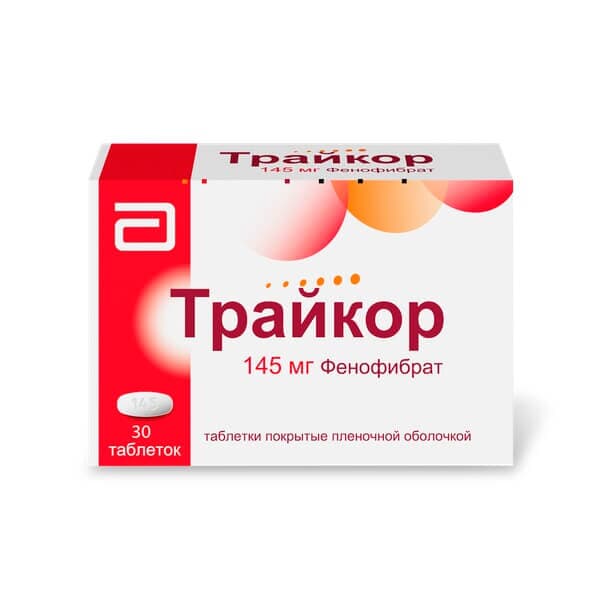 Трайкор
145 мг Фенофибрат
Трайкор
145 мг Фенофибрат
145
30
таблеток
таблетки покрытые пленочной оболочкой